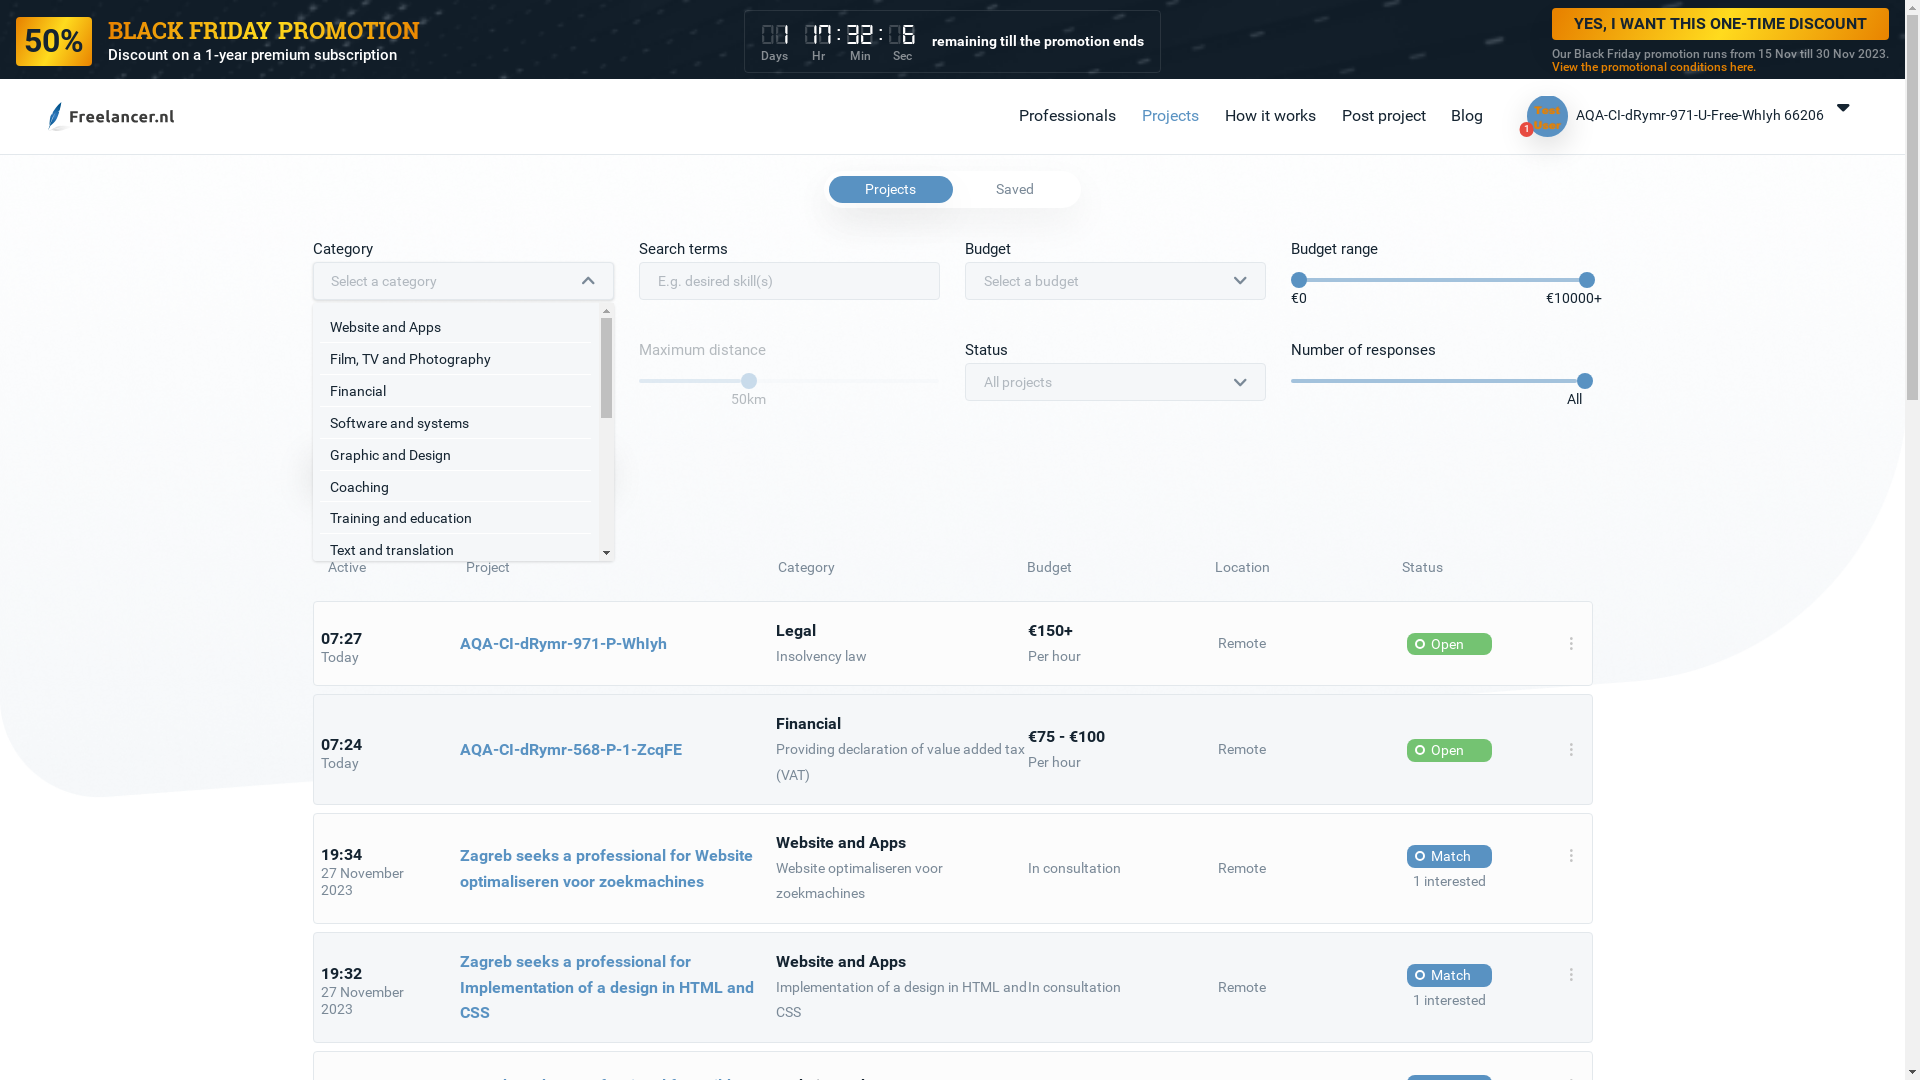 50%
BLACK FRIDAY PROMOTION
Discount on a 1-year premium subscription
1 17 : 32 : 6
Days Hr Min Sec
remaining till the promotion ends
YES, I WANT THIS ONE-TIME DISCOUNT
Our Black Friday promotion runs from 15 Nov till 30 Nov 2023.
View the promotional conditions here.
Freelancer.nl
Professionals Projects How it works Post project Blog
Test User
1
AQA-CI-dRymr-971-U-Free-WhIyh 66206
Projects Saved
Category Search terms Budget Budget range
Select a category E.g. desired skill(s) Select a budget
€0 €10000+
Website and Apps
Film, TV and Photography
Financial
Software and systems
Graphic and Design
Coaching
Training and education
Text and translation
Maximum distance Status Number of responses
50km All projects All
Active Project Category Budget Location Status
07:27
Today
AQA-CI-dRymr-971-P-WhIyh
Legal
Insolvency law
€150+
Per hour
Remote
Open
07:24
Today
AQA-CI-dRymr-568-P-1-ZcqFE
Financial
Providing declaration of value added tax
(VAT)
€75 - €100
Per hour
Remote
Open
19:34
27 November
2023
Zagreb seeks a professional for Website
optimaliseren voor zoekmachines
Website and Apps
Website optimaliseren voor
zoekmachines
In consultation
Remote
Match
1 interested
19:32
27 November
2023
Zagreb seeks a professional for
Implementation of a design in HTML and
CSS
Website and Apps
Implementation of a design in HTML and
CSS
In consultation
Remote
Match
1 interested